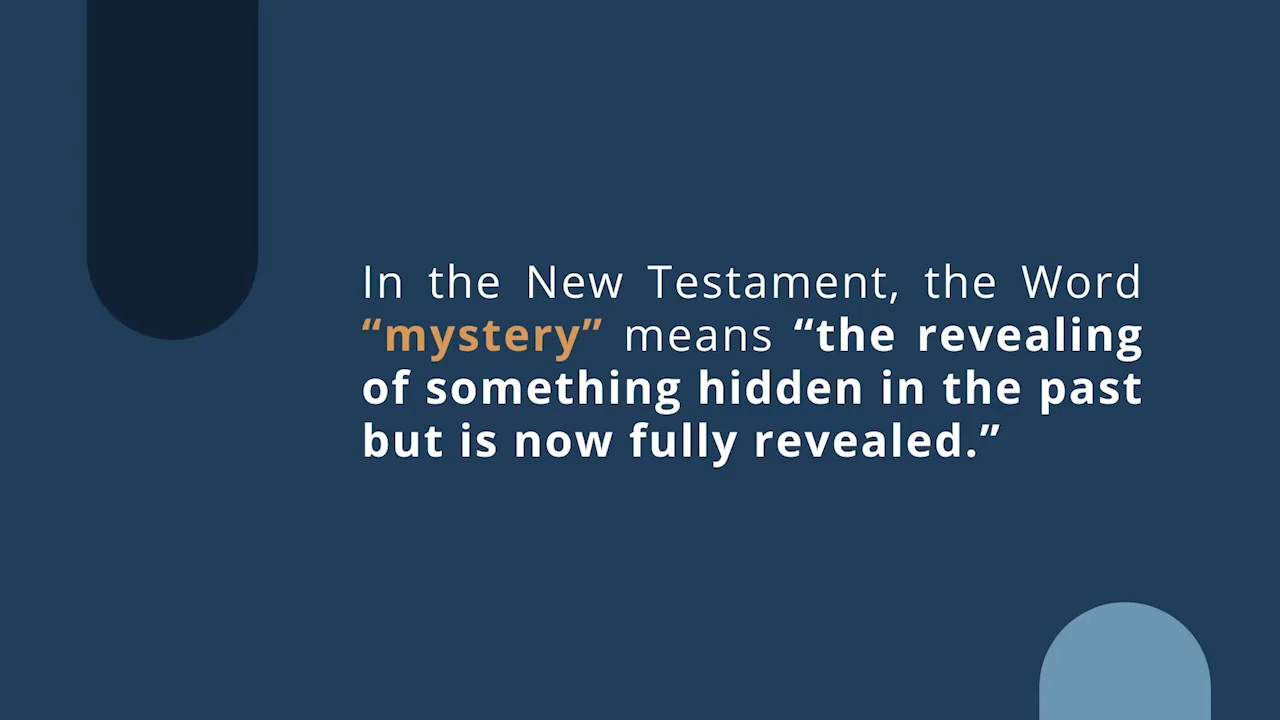 In the New Testament, the Word
“mystery” means “the revealing
of something hidden in the past
but is now fully revealed.”